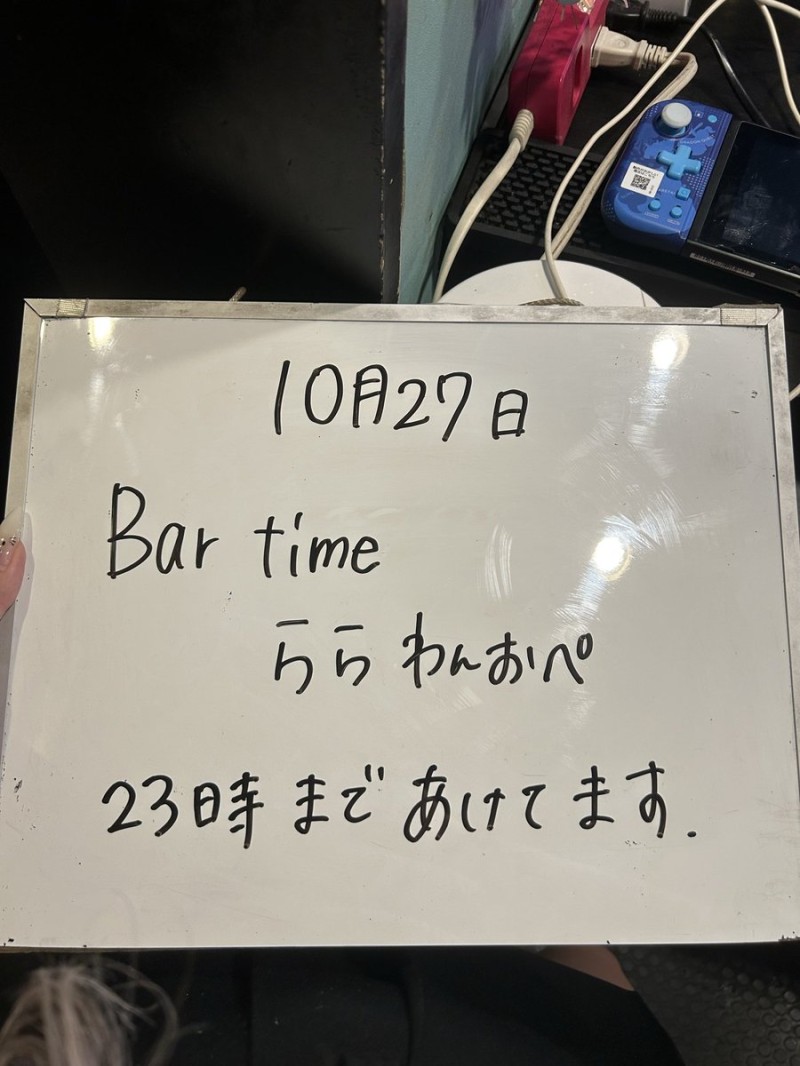 10月27日
Bar time
らら わんおぺ
23時まであけてます.